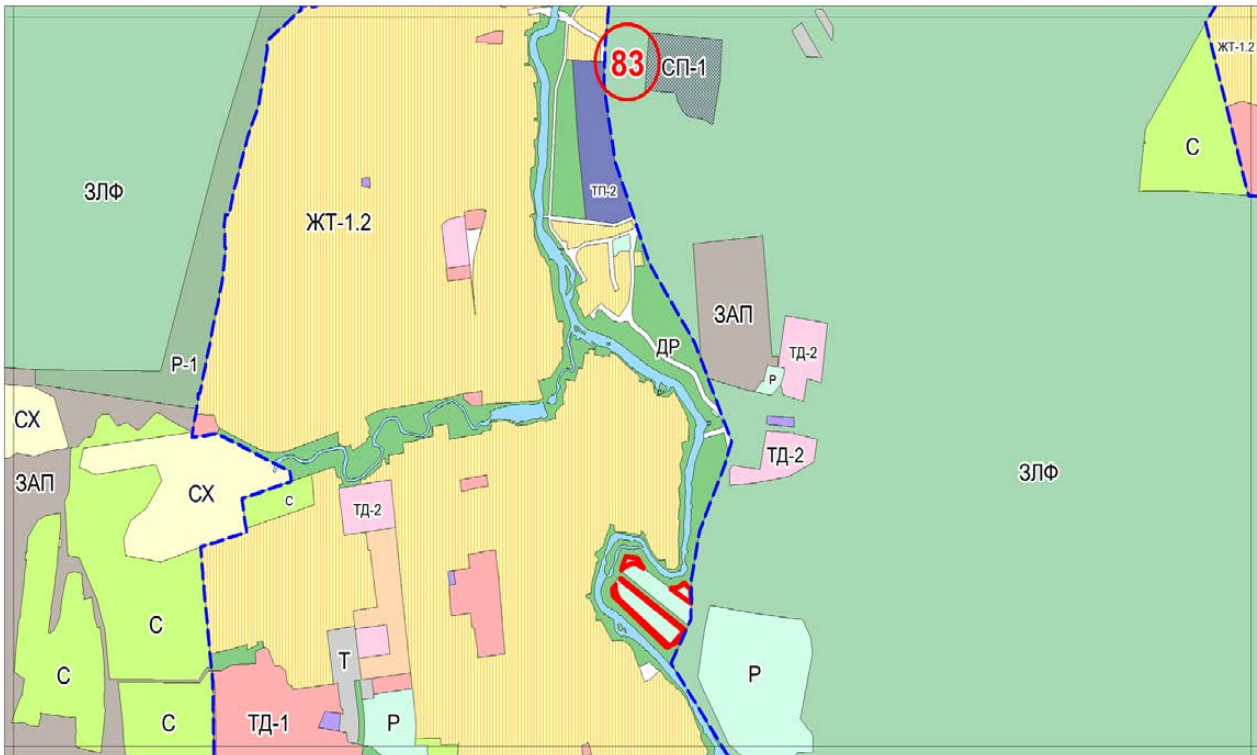 83
СП-1
ЖТ-1.2
С
ЗЛФ
ТП-2
ЖТ-1.2
ЗАП
ДР
ТД-2
Р-1
Р
СХ
ТД-2
ЗЛФ
ЗАП
СХ
С
ТД-2
С
С
Т
Р
С
ТД-1
Р